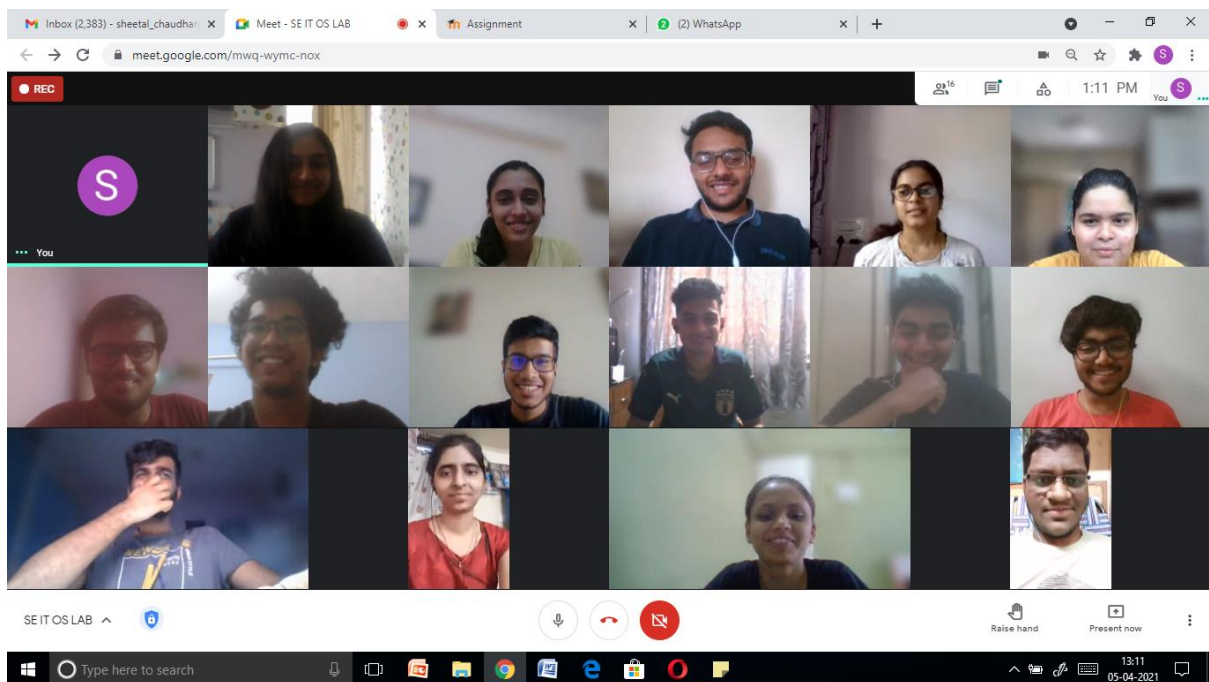 Inbox (2,383) - sheetal_chaudhar
Meet - SE IT OS LAB
Assignment
(2) WhatsApp
meet.google.com/mwq-wymc-nox
S
REC
16
1:11 PM
You
S
S
You
SE IT OS LAB
Raise hand
Present now
Type here to search
13:11
05-04-2021